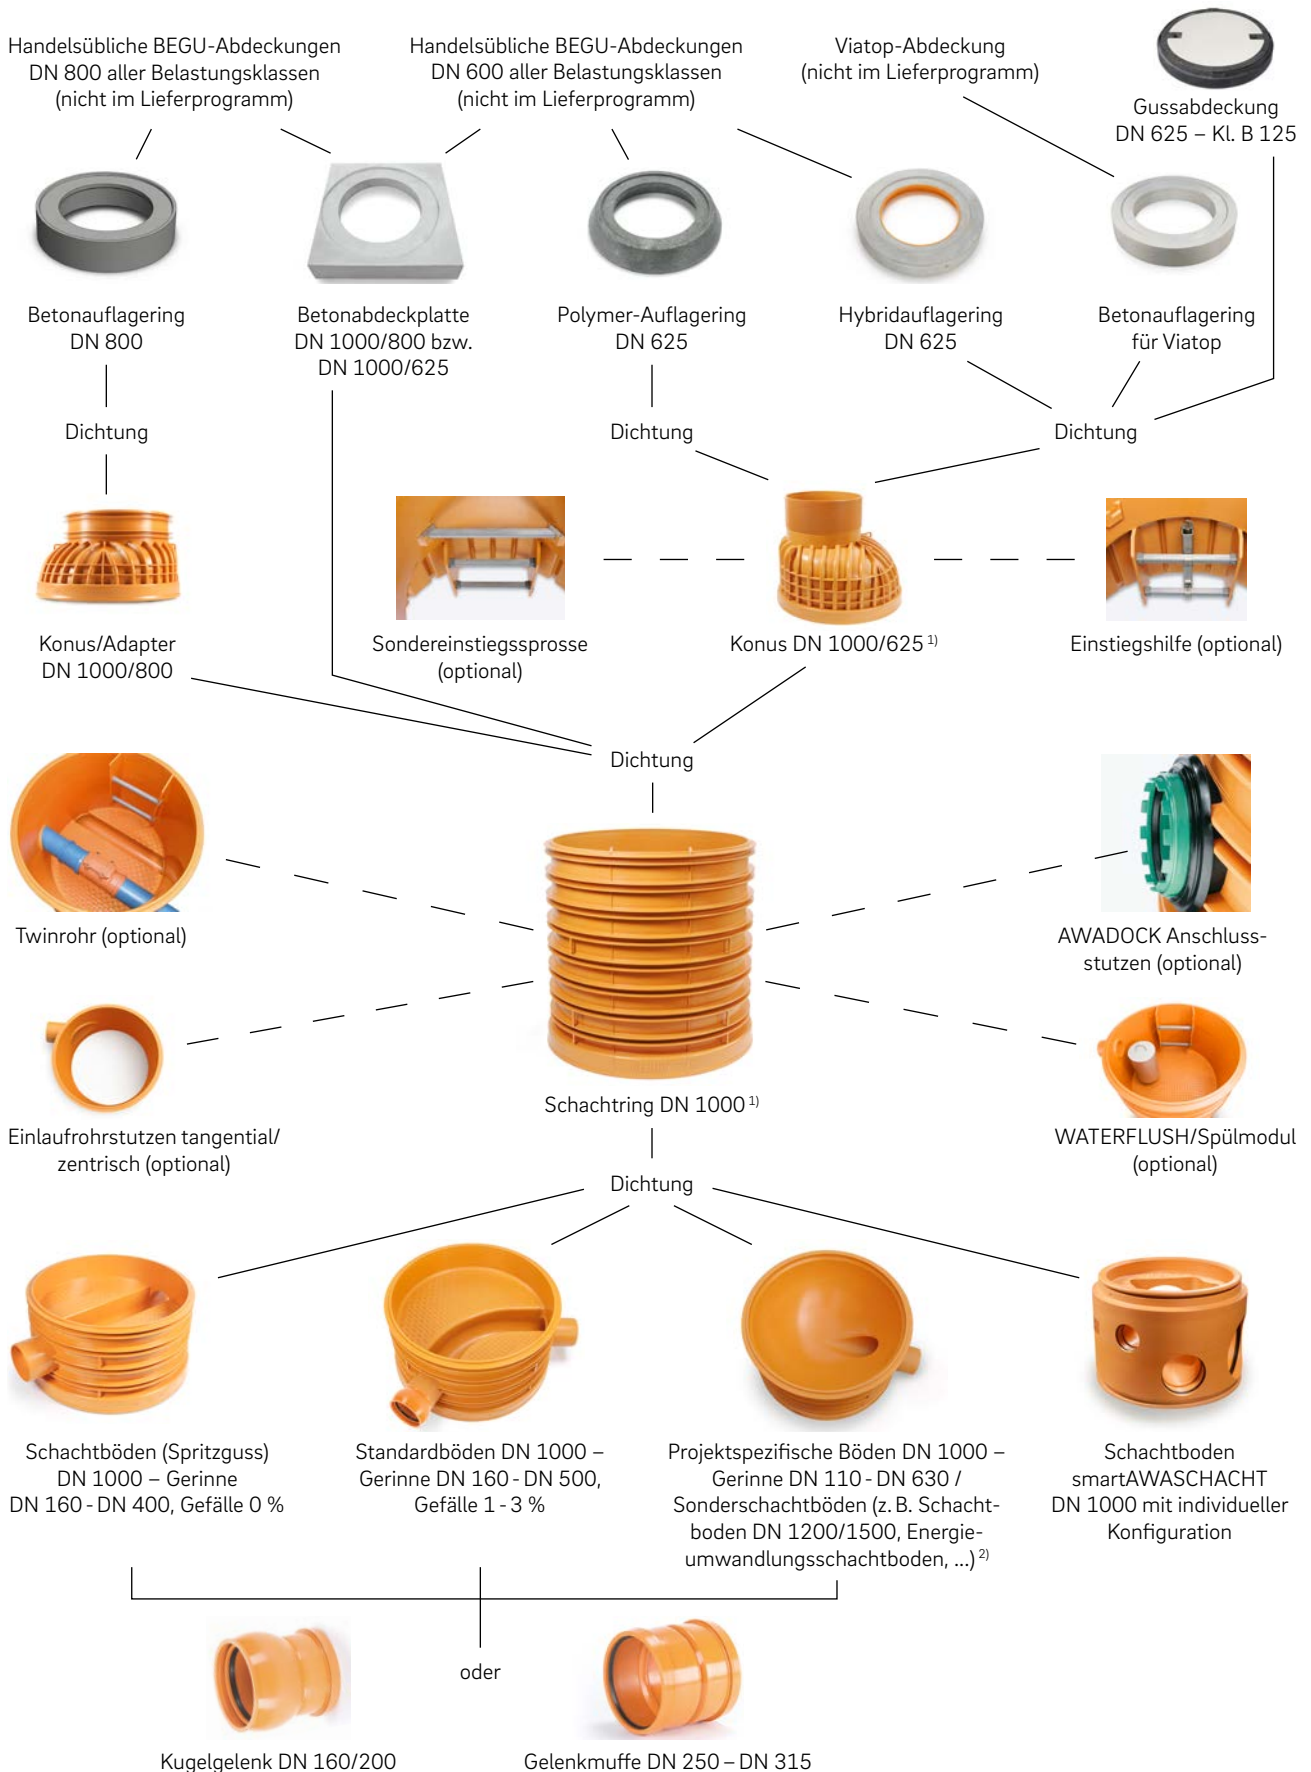 Handelsübliche BEGU-Abdeckungen
DN 800 aller Belastungsklassen
(nicht im Lieferprogramm)
Handelsübliche BEGU-Abdeckungen
DN 600 aller Belastungsklassen
(nicht im Lieferprogramm)
Viatop-Abdeckung
(nicht im Lieferprogramm)
Gussabdeckung
DN 625 – Kl. B 125
Betonauflagering
DN 800
Betonabdeckplatte
DN 1000/800 bzw.
DN 1000/625
Polymer-Auflagering
DN 625
Hybridauflagering
DN 625
Betonauflagering
für Viatop
Dichtung
Dichtung
Dichtung
Konus/Adapter
DN 1000/800
Sondereinstiegssprosse
(optional)
Konus DN 1000/625 1)
Einstiegshilfe (optional)
Dichtung
Twinrohr (optional)
AWADOCK Anschluss-
stutzen (optional)
Schachtring DN 1000 1)
Einlaufrohrstutzen tangential/
zentrisch (optional)
WATERFLUSH/Spülmodul
(optional)
Dichtung
Schachtböden (Spritzguss)
DN 1000 – Gerinne
DN 160 - DN 400, Gefälle 0 %
Standardböden DN 1000 –
Gerinne DN 160 - DN 500,
Gefälle 1 - 3 %
Projektspezifische Böden DN 1000 –
Gerinne DN 110 - DN 630 /
Sonderschachtböden (z. B. Schacht-
boden DN 1200/1500, Energie-
umwandlungsschachtboden, ...) 2)
Schachtboden
smartAWASCHACHT
DN 1000 mit individueller
Konfiguration
oder
Kugelgelenk DN 160/200
Gelenkmuffe DN 250 – DN 315